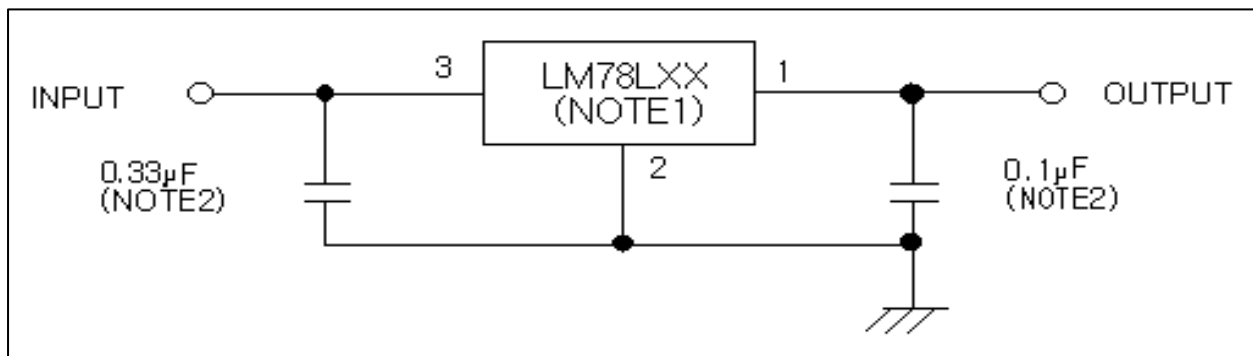 INPUT
3
LM78LXX
(NOTE1)
1
OUTPUT
2
0.33µF
(NOTE2)
0.1µF
(NOTE2)